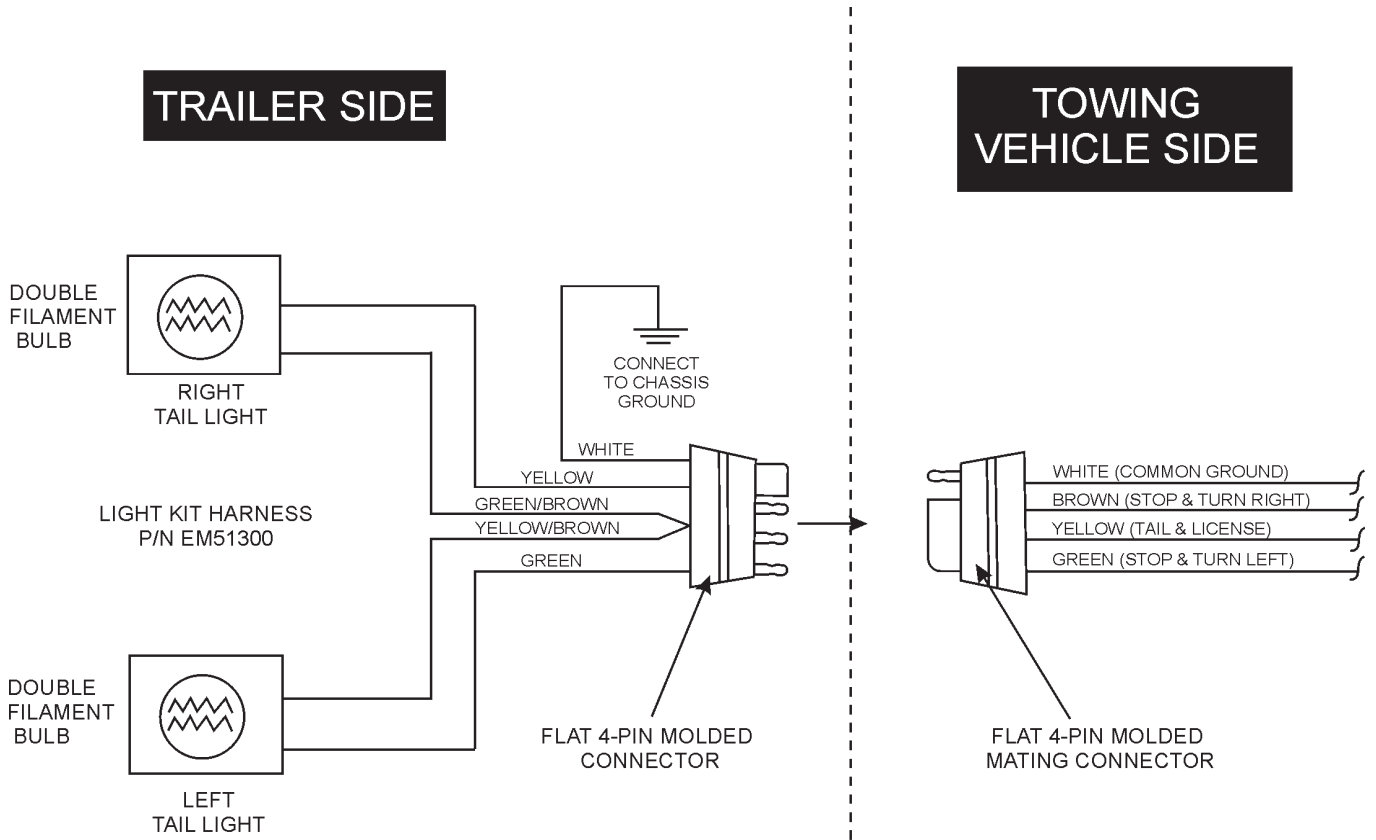 TRAILER SIDE
TOWING
VEHICLE SIDE
DOUBLE
FILAMENT
BULB
RIGHT
TAIL LIGHT
CONNECT
TO CHASSIS
GROUND
WHITE
YELLOW
GREEN/BROWN
YELLOW/BROWN
GREEN
LIGHT KIT HARNESS
P/N EM51300
WHITE (COMMON GROUND)
BROWN (STOP & TURN RIGHT)
YELLOW (TAIL & LICENSE)
GREEN (STOP & TURN LEFT)
DOUBLE
FILAMENT
BULB
LEFT
TAIL LIGHT
FLAT 4-PIN MOLDED
CONNECTOR
FLAT 4-PIN MOLDED
MATING CONNECTOR